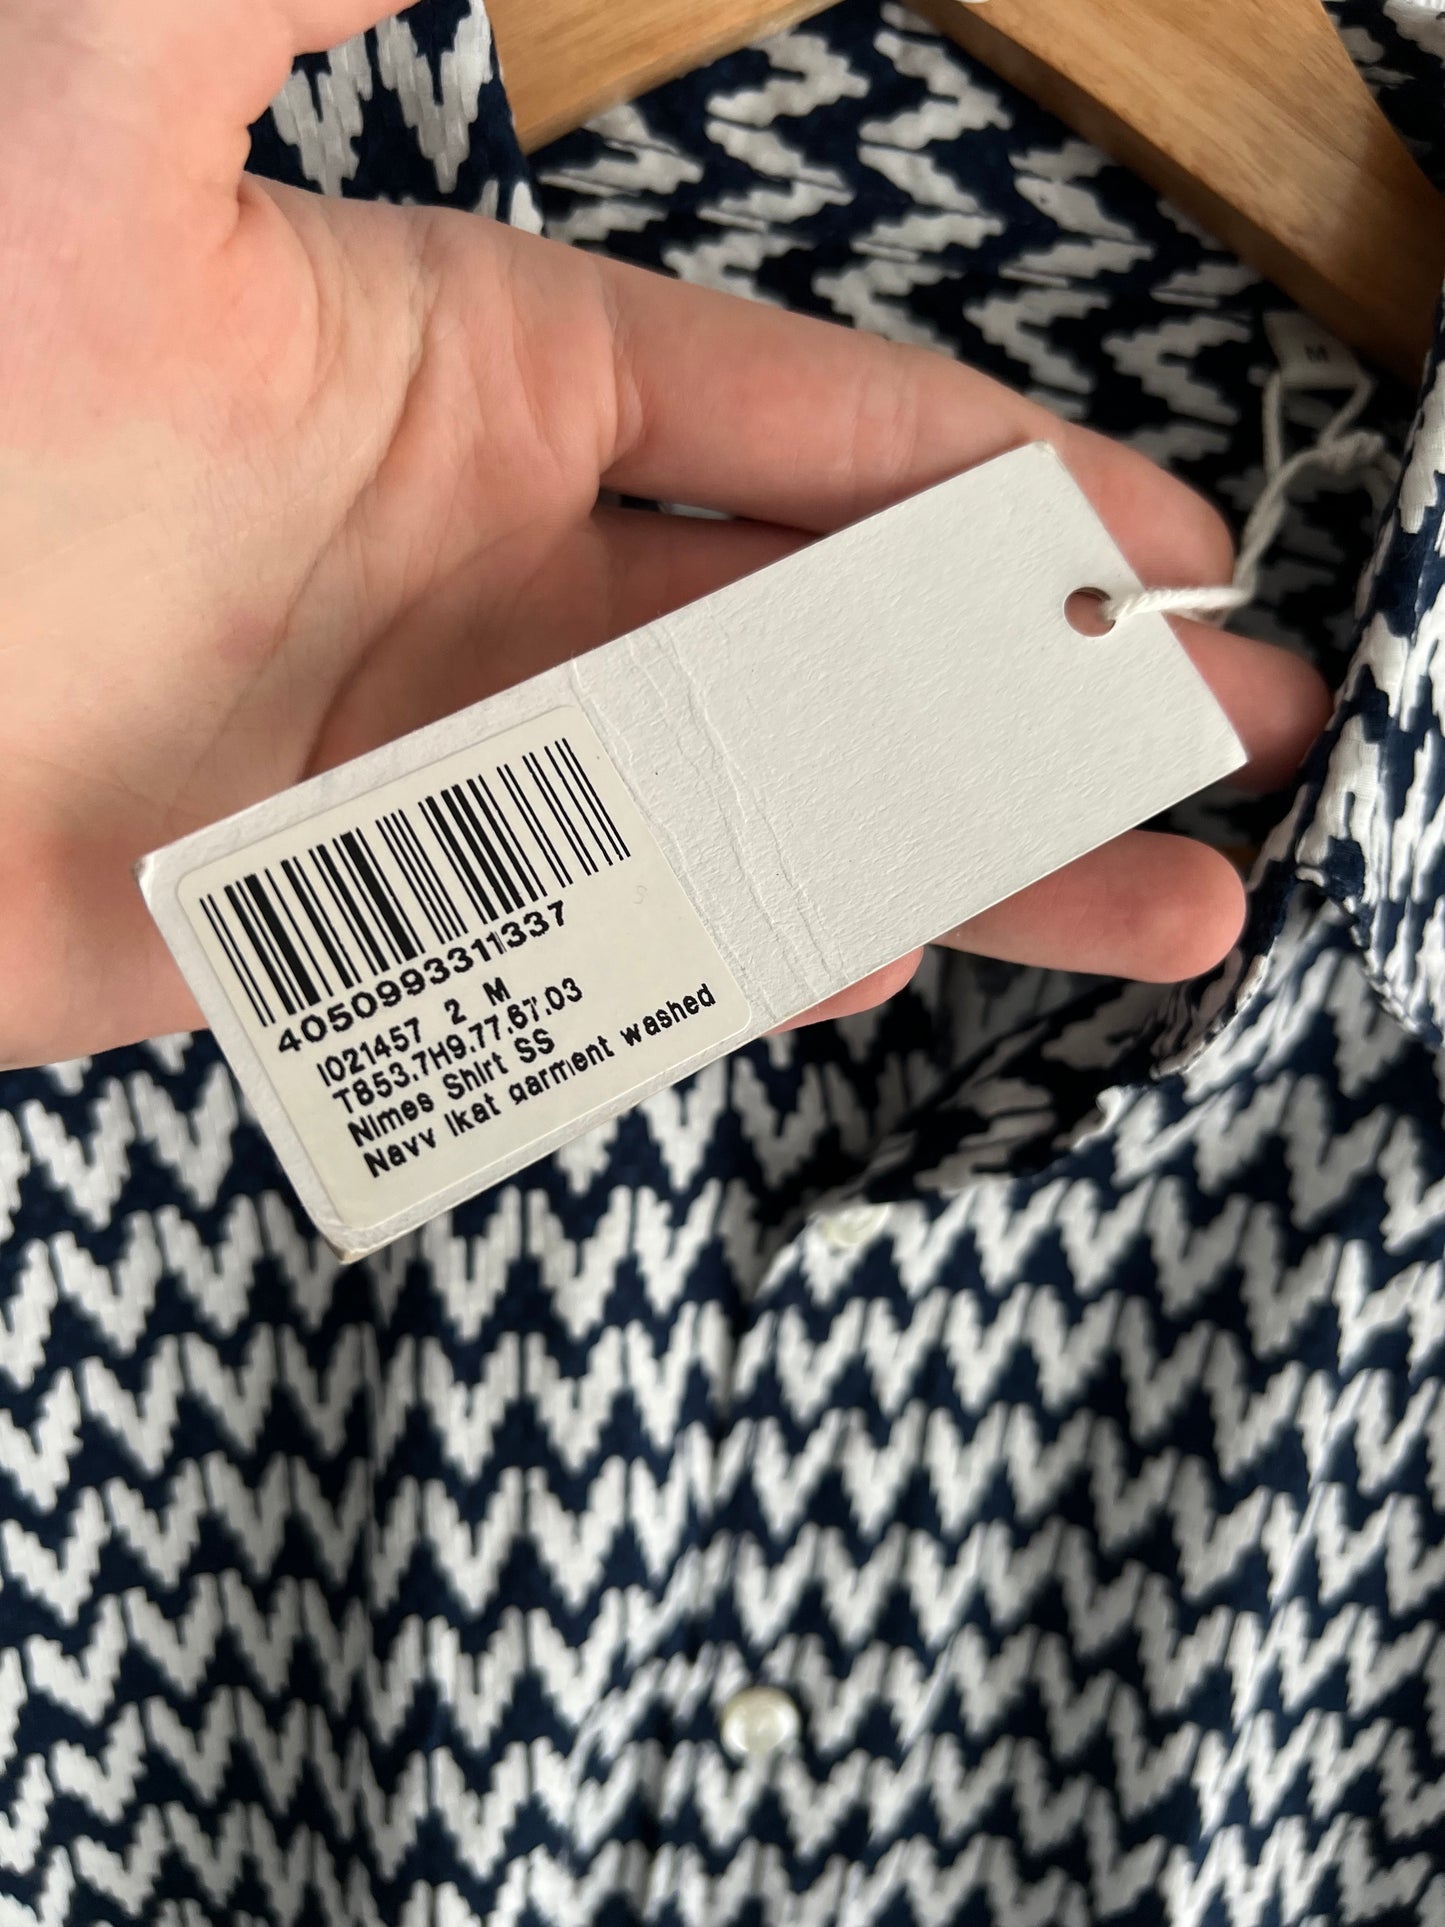 M
4050993311337
I021457 2 M
T853.7H9.77.67.03
Nimes Shirt SS
Navy Ikat garment washed